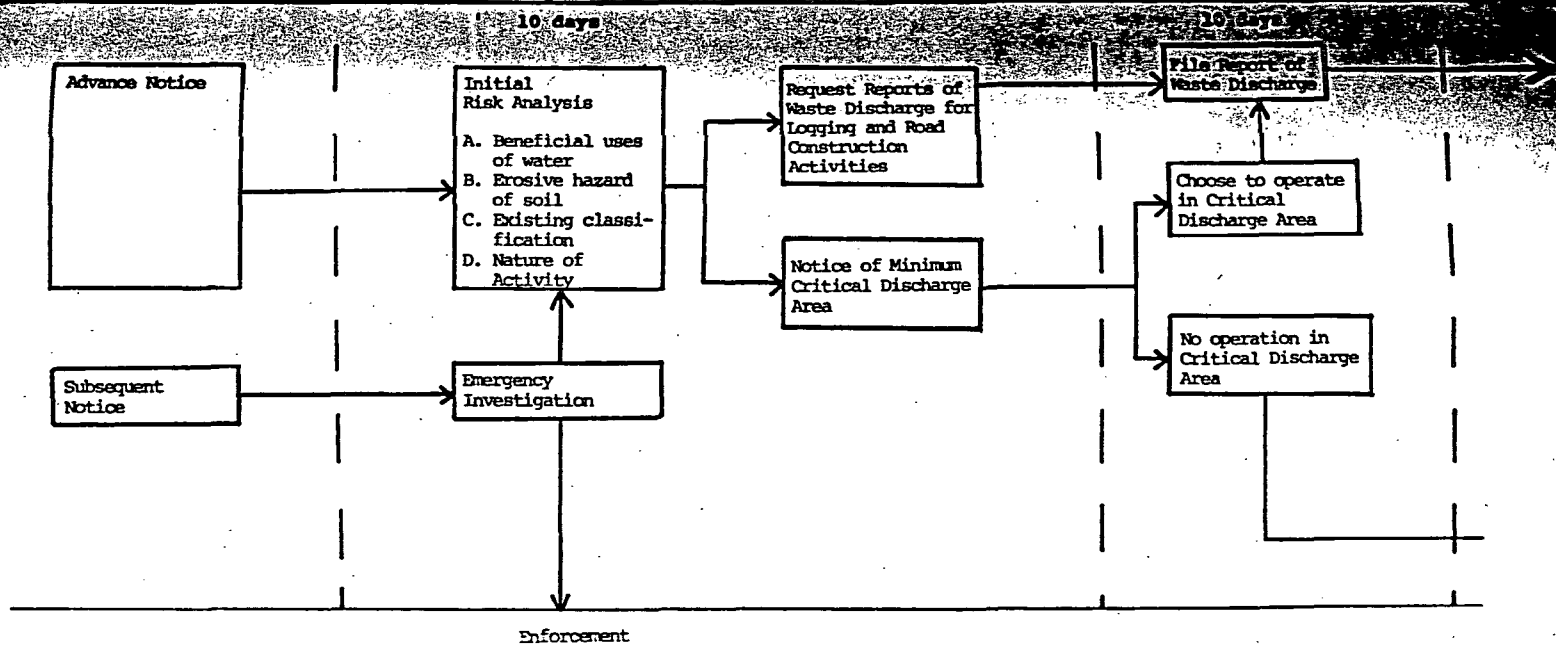 10 days
10 days
Advance Notice
Initial
Risk Analysis
A. Beneficial uses
of water
B. Erosive hazard
of soil
C. Existing classi-
fication
D. Nature of
Activity
Request Reports of
Waste Discharge for
Logging and Road
Construction
Activities
File Report of
Waste Discharge
Choose to operate
in Critical
Discharge Area
Notice of Minimum
Critical Discharge
Area
No operation in
Critical Discharge
Area
Subsequent
Notice
Emergency
Investigation
Enforcement